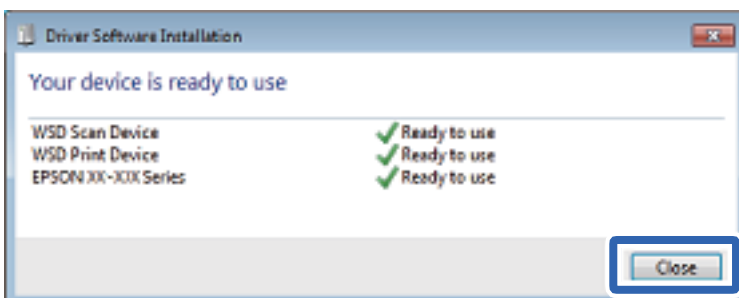 Driver Software Installation
Your device is ready to use
WSD Scan Device Ready to use
WSD Print Device Ready to use
EPSON XX-XXX Series Ready to use
Close